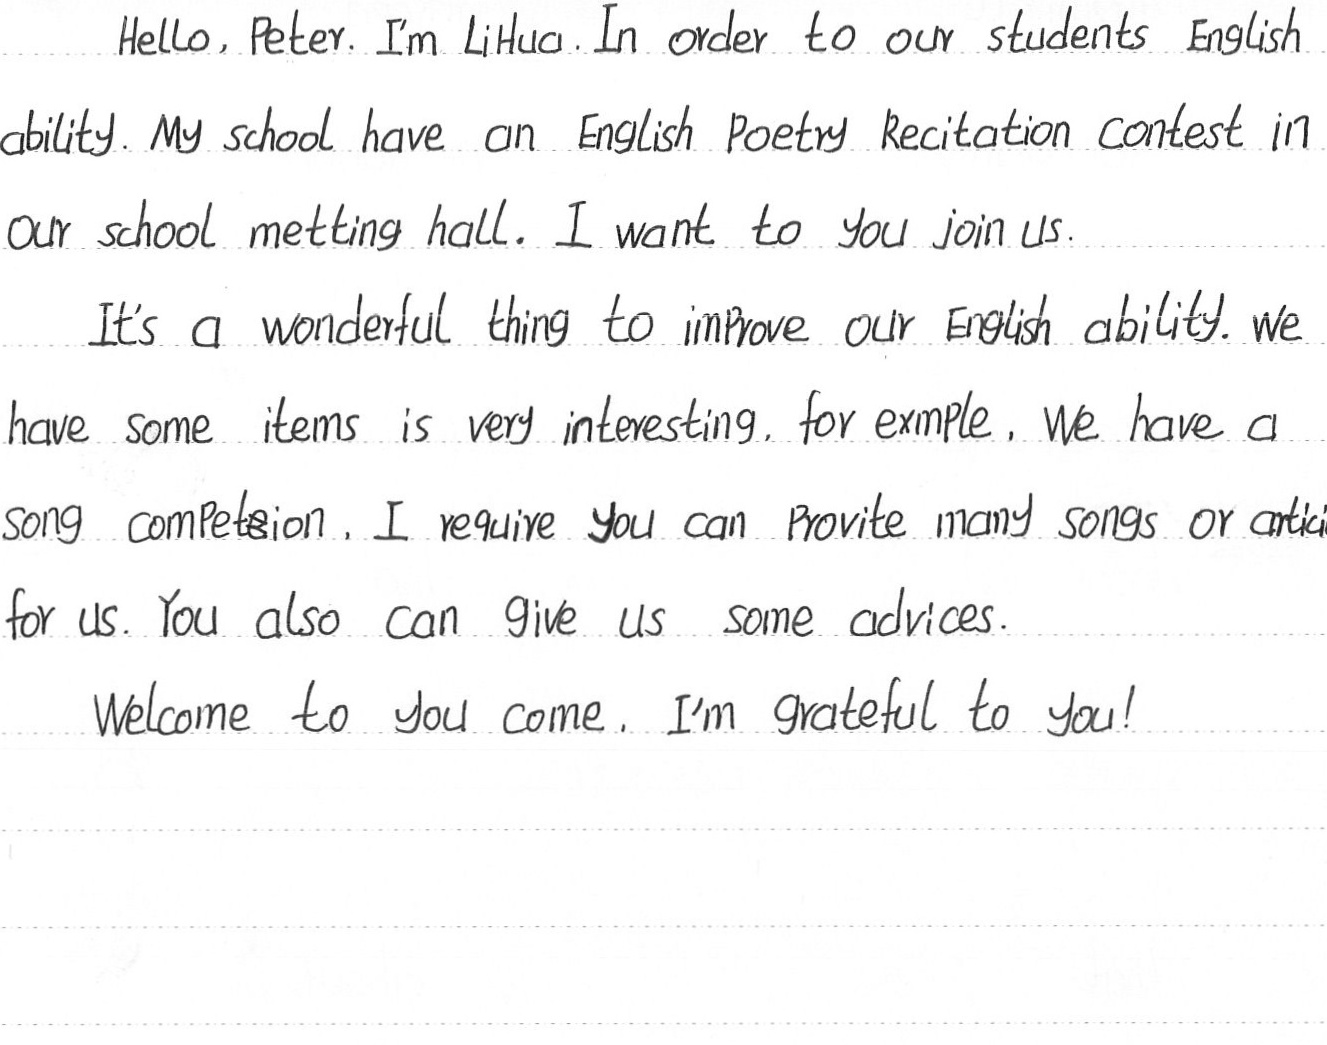 Hello, Peter. I'm LiHua. In order to our students English
ability. My school have an English Poetry Recitation Contest in
our school metting hall. I want to you join us.
It's a wonderful thing to iimprove our English ability. We
have some items is very interesting. for exmple, We have a
song competsion. I require you can Provite many songs or
for us. You also can give us some advices.
Welcome to you come. I'm grateful to you!